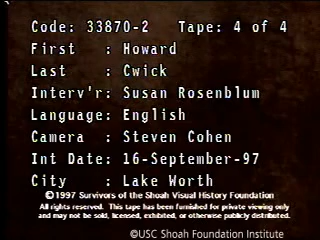 Code: 33870-2 Tape: 4 of 4
First : Howard
Last : Cwick
Interv'r: Susan Rosenblum
Language: English
Camera : Steven Cohen
Int Date: 16-September-97
City : Lake Worth
©1997 Survivors of the Shoah Visual History Foundation
All rights reserved. This tape has been furnished for private viewing only
and may not be sold, licensed, exhibited, or otherwise publicly distributed.
©USC Shoah Foundation Institute